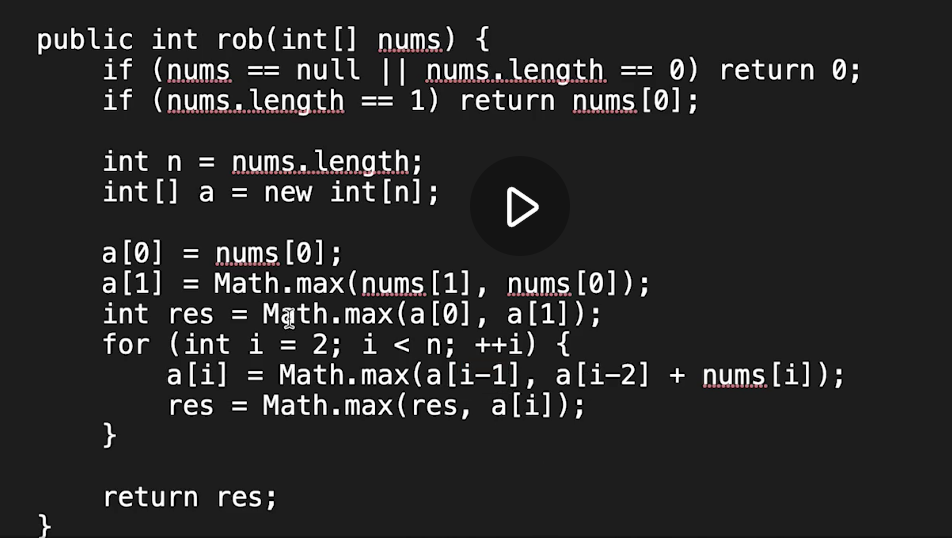 public int rob(int[] nums) {
    if (nums == null || nums.length == 0) return 0;
    if (nums.length == 1) return nums[0];

    int n = nums.length;
    int[] a = new int[n];

    a[0] = nums[0];
    a[1] = Math.max(nums[1], nums[0]);
    int res = Math.max(a[0], a[1]);
    for (int i = 2; i < n; ++i) {
        a[i] = Math.max(a[i-1], a[i-2] + nums[i]);
        res = Math.max(res, a[i]);
    }

    return res;
}